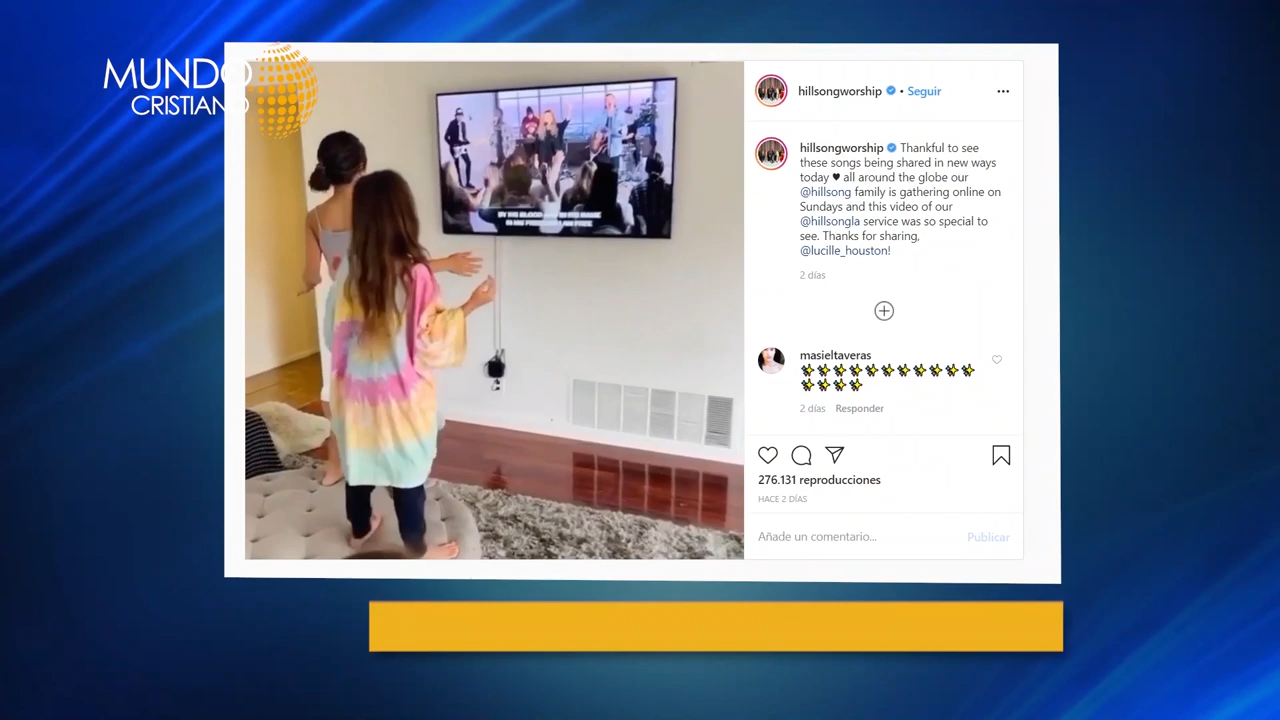 MUNDO
CRISTIANO
hillsongworship • Seguir
hillsongworship Thankful to see
these songs being shared in new ways
today ♥ all around the globe our
@hillsong family is gathering online on
Sundays and this video of our
@hillsongla service was so special to
see. Thanks for sharing,
@lucille_houston!
2 días
masieltaveras
✨✨✨✨✨✨✨✨✨✨✨
✨✨✨✨
2 días Responder
276.131 reproducciones
HACE 2 DÍAS
Añade un comentario... Publicar